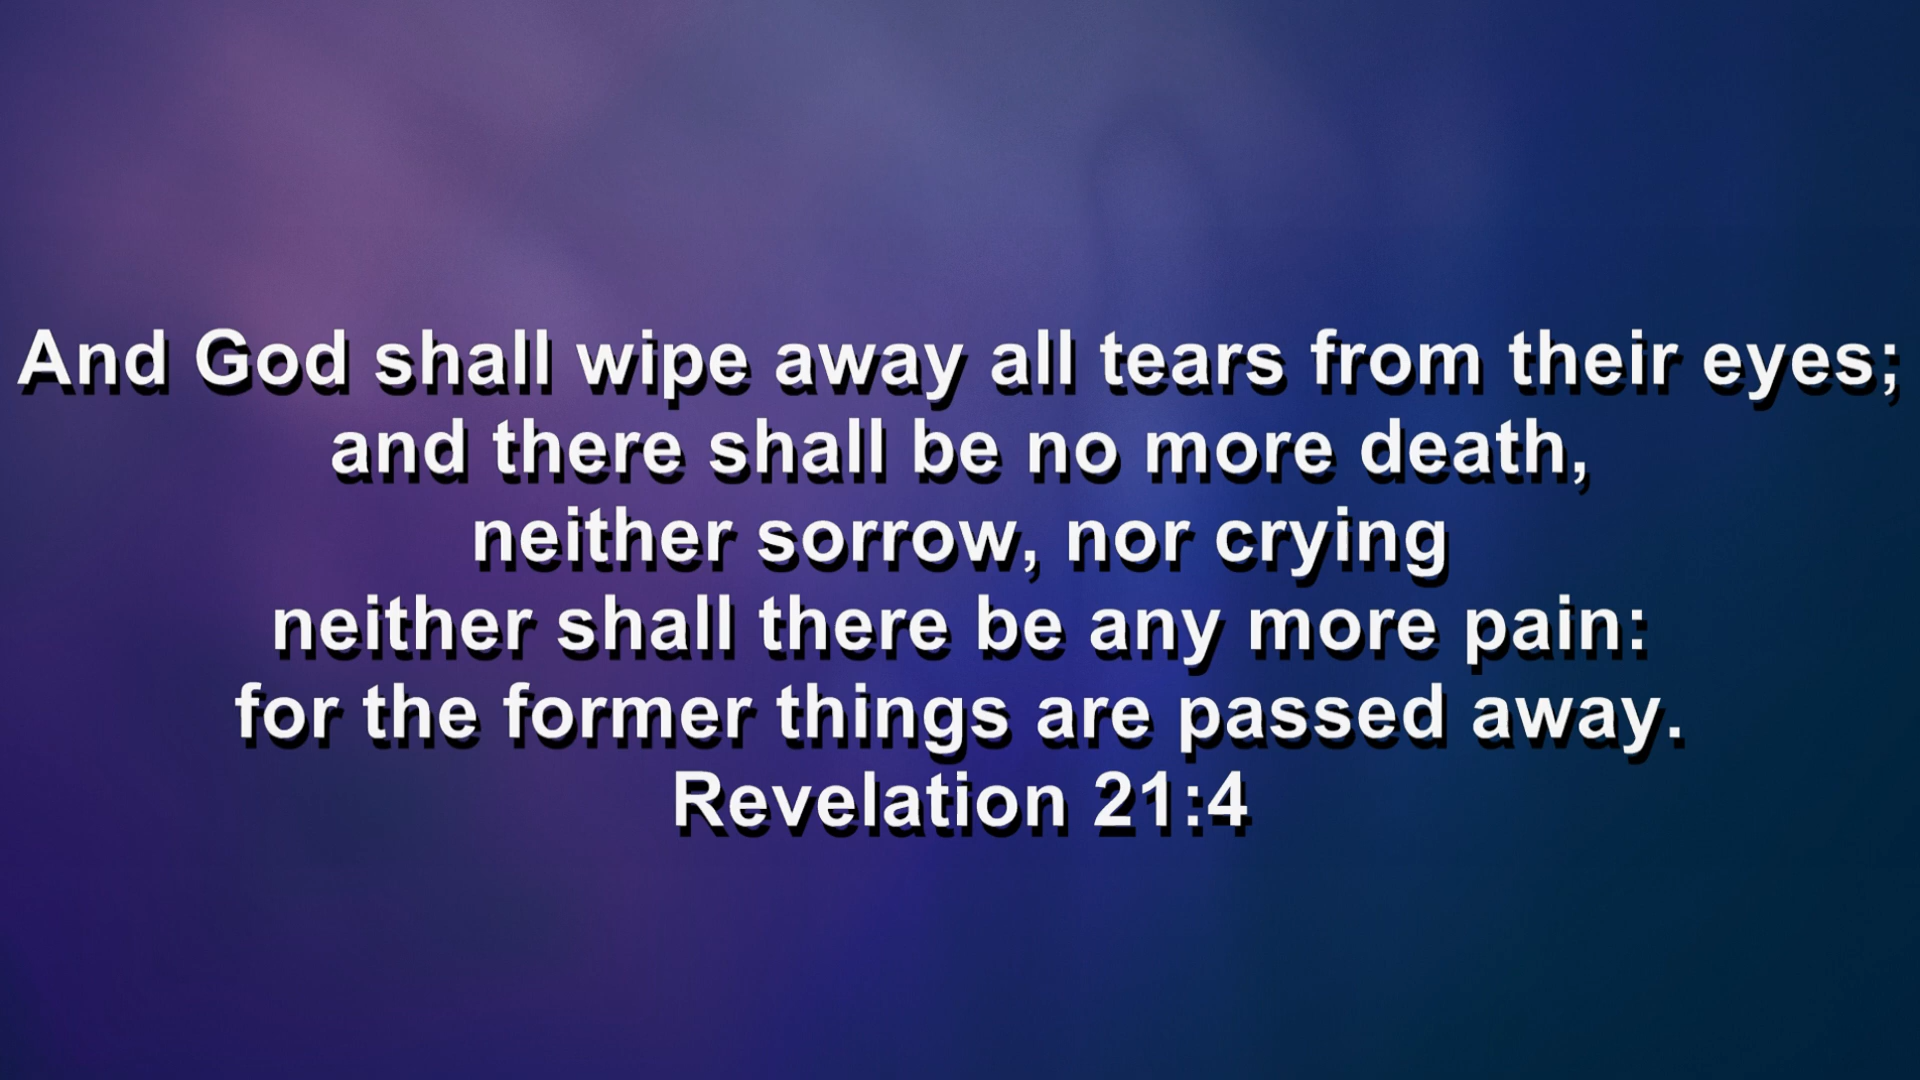 And God shall wipe away all tears from their eyes;
and there shall be no more death,
neither sorrow, nor crying
neither shall there be any more pain:
for the former things are passed away.
Revelation 21:4